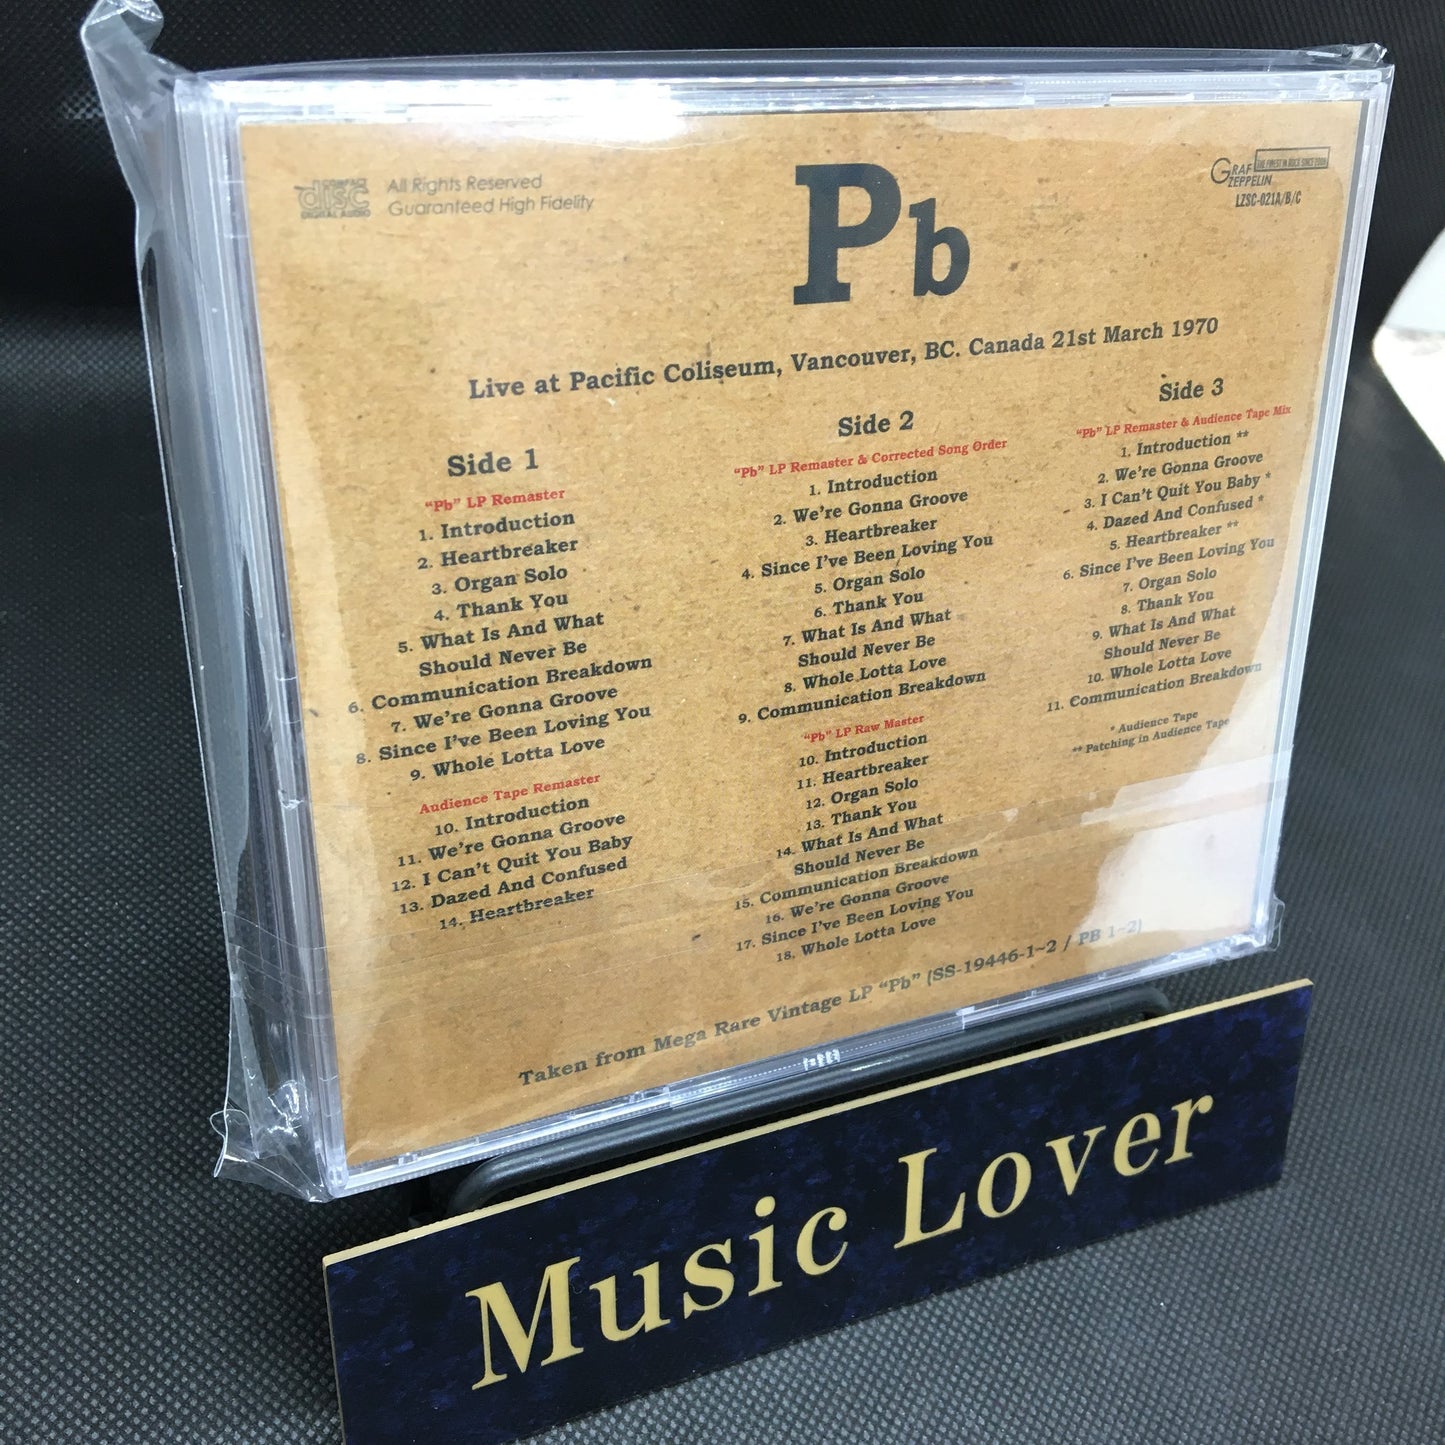 COMPACT
disc
DIGITAL AUDIO
All Rights Reserved
Guaranteed High Fidelity
Pb
GRAF ZEPPELIN
THE FINEST IN ROCK SINCE 2006
LZSC-021A/B/C
Live at Pacific Coliseum, Vancouver, BC. Canada 21st March 1970
Side 1
"Pb" LP Remaster
1. Introduction
2. Heartbreaker
3. Organ Solo
4. Thank You
5. What Is And What
Should Never Be
6. Communication Breakdown
7. We're Gonna Groove
8. Since I've Been Loving You
9. Whole Lotta Love
Audience Tape Remaster
10. Introduction
11. We're Gonna Groove
12. I Can't Quit You Baby
13. Dazed And Confused
14. Heartbreaker
Side 2
"Pb" LP Remaster & Corrected Song Order
1. Introduction
2. We're Gonna Groove
3. Heartbreaker
4. Since I've Been Loving You
5. Organ Solo
6. Thank You
7. What Is And What
Should Never Be
8. Whole Lotta Love
9. Communication Breakdown
"Pb" LP Raw Master
10. Introduction
11. Heartbreaker
12. Organ Solo
13. Thank You
14. What Is And What
Should Never Be
15. Communication Breakdown
16. We're Gonna Groove
17. Since I've Been Loving You
18. Whole Lotta Love
Side 3
"Pb" LP Remaster & Audience Tape Mix
1. Introduction **
2. We're Gonna Groove
3. I Can't Quit You Baby *
4. Dazed And Confused *
5. Heartbreaker **
6. Since I've Been Loving You
7. Organ Solo
8. Thank You
9. What Is And What
Should Never Be
10. Whole Lotta Love
11. Communication Breakdown
* Audience Tape
** Patching in Audience Tape
Taken from Mega Rare Vintage LP "Pb" (SS-19446-1~2 / PB 1~2)
Music Lover